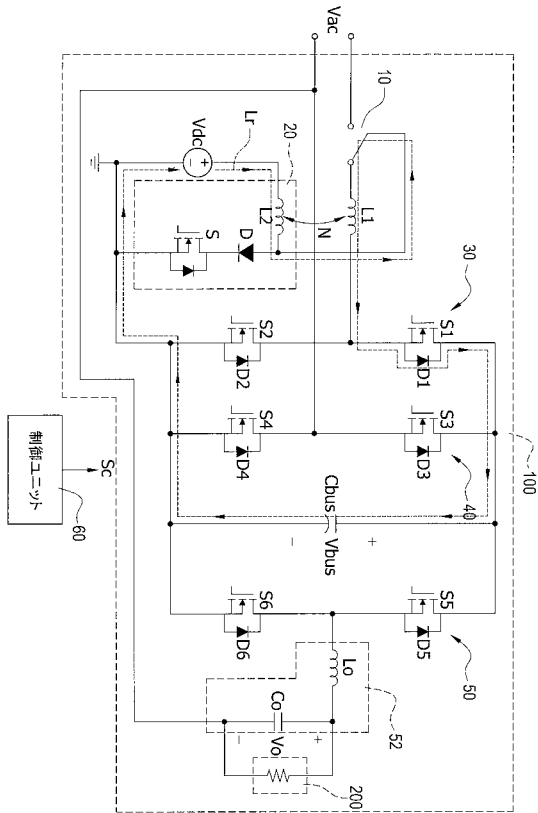 Vac
10
100
Lr
20
Vdc
+
−
L1
L2
N
D
S
30
S1
D1
S2
D2
S3
D3
S4
D4
40
Cbus
Vbus
+
−
S5
D5
S6
D6
50
Lo
Co
Vo
+
−
52
200
Sc
制御ユニット
60